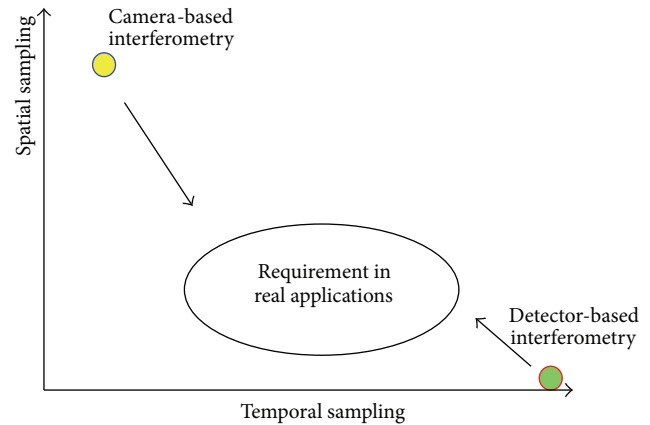 Camera-based
interferometry
Spatial sampling
Requirement in
real applications
Detector-based
interferometry
Temporal sampling